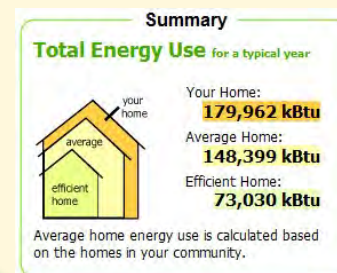 Summary
Total Energy Use for a typical year
your
home
average
efficient
home
Your Home:
179,962 kBtu
Average Home:
148,399 kBtu
Efficient Home:
73,030 kBtu
Average home energy use is calculated based
on the homes in your community.